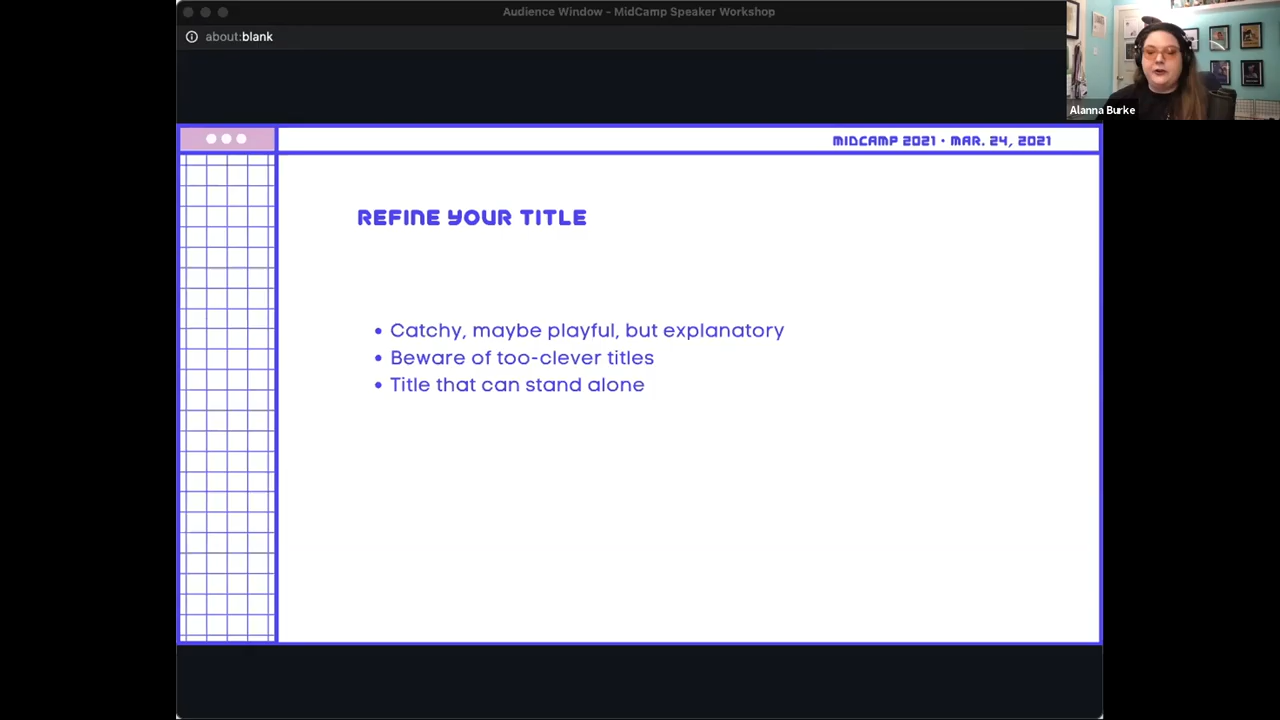 Audience Window - MidCamp Speaker Workshop
about:blank
Alanna Burke
MIDCAMP 2021 • MAR. 24, 2021
REFINE YOUR TITLE
• Catchy, maybe playful, but explanatory
• Beware of too-clever titles
• Title that can stand alone